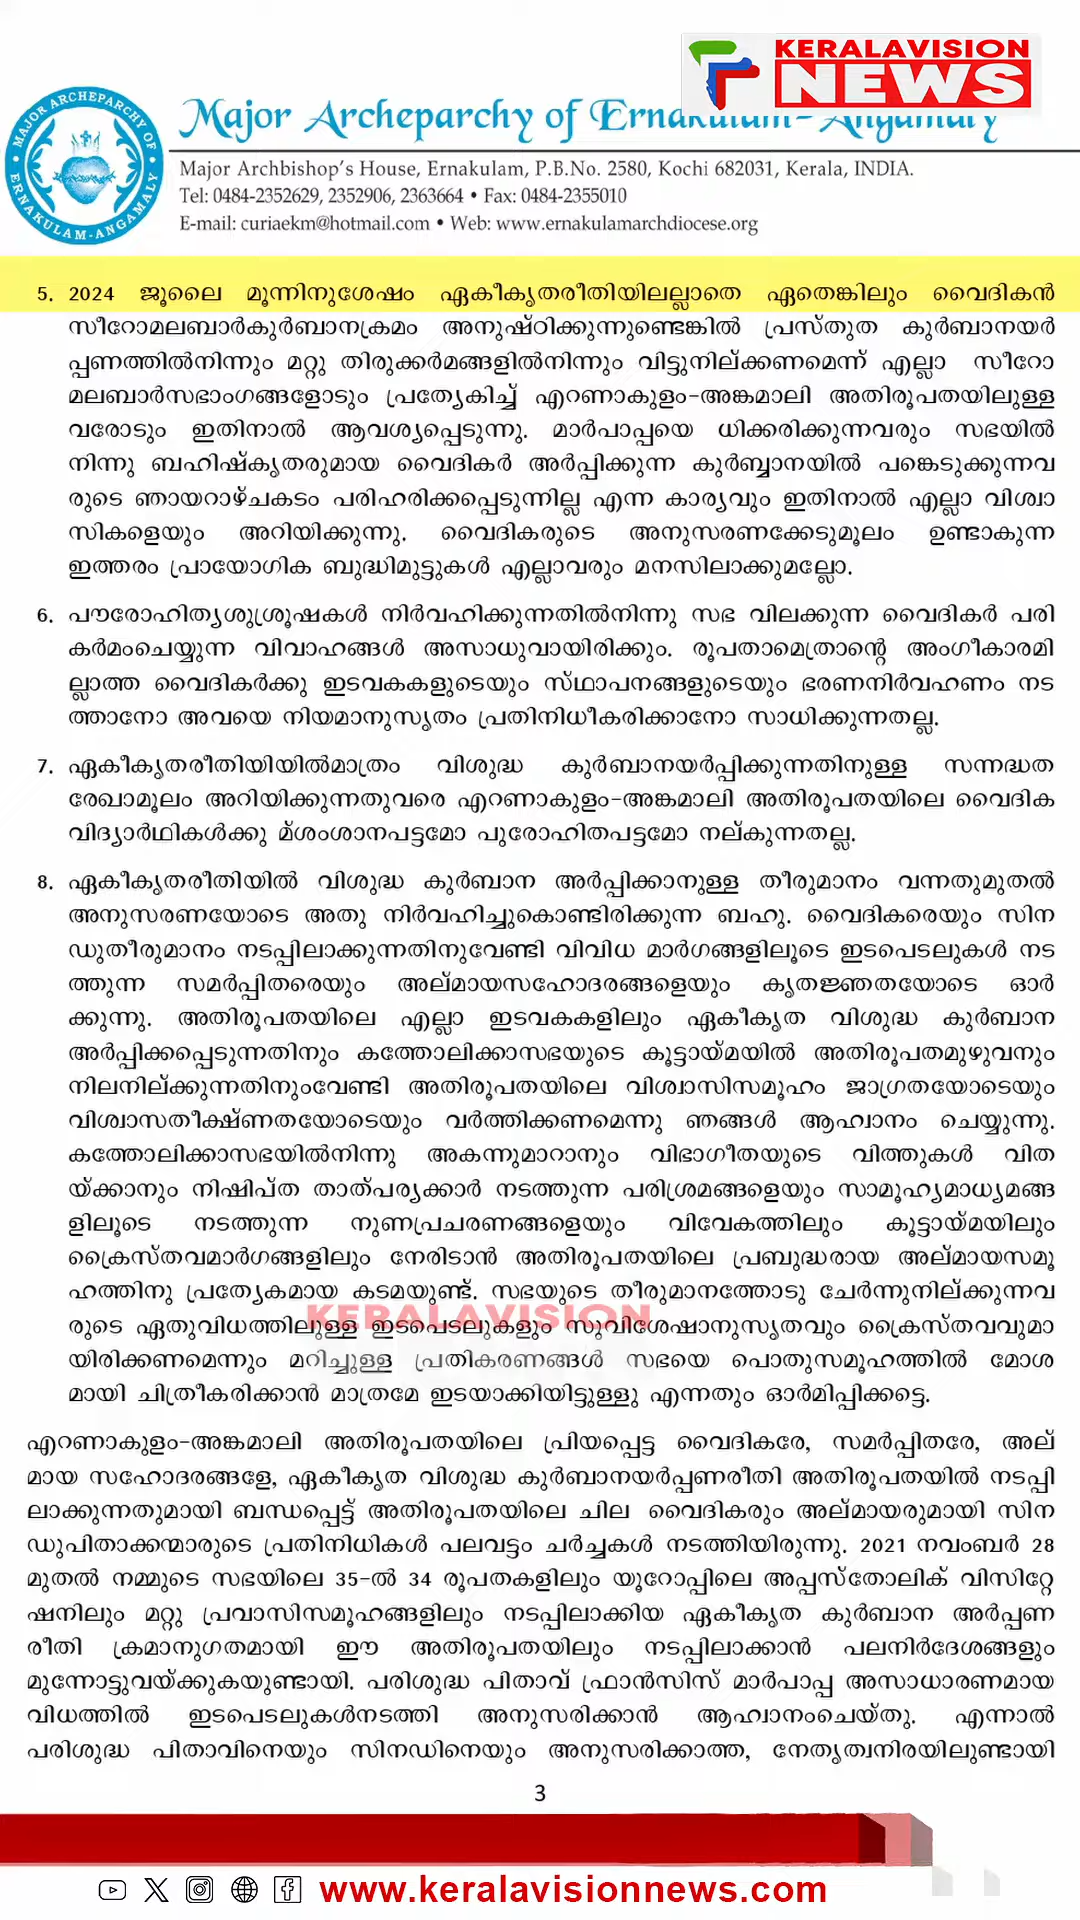 KERALAVISION
NEWS
MAJOR ARCHEPARCHY OF ERNAKULAM-ANGAMALY
Major Archeparchy of Ernakulam-Angamaly
Major Archbishop's House, Ernakulam, P.B.No. 2580, Kochi 682031, Kerala, INDIA.
Tel: 0484-2352629, 2352906, 2363664 • Fax: 0484-2355010
E-mail: curiaekm@hotmail.com • Web: www.ernakulamarchdiocese.org
5. 2024 ജൂലൈ മൂന്നിനുശേഷം ഏകീകൃതരീതിയിലല്ലാതെ ഏതെങ്കിലും വൈദികൻ
സീറോമലബാർകുർബാനക്രമം അനുഷ്ഠിക്കുന്നുണ്ടെങ്കിൽ പ്രസ്തുത കുർബാനയർ
പ്പണത്തിൽനിന്നും മറ്റു തിരുക്കർമങ്ങളിൽനിന്നും വിട്ടുനില്ക്കണമെന്ന് എല്ലാ സീറോ
മലബാർസഭാംഗങ്ങളോടും പ്രത്യേകിച്ച് എറണാകുളം-അങ്കമാലി അതിരൂപതയിലുള്ള
വരോടും ഇതിനാൽ ആവശ്യപ്പെടുന്നു. മാർപാപ്പയെ ധിക്കരിക്കുന്നവരും സഭയിൽ
നിന്നു ബഹിഷ്കൃതരുമായ വൈദികർ അർപ്പിക്കുന്ന കുർബ്ബാനയിൽ പങ്കെടുക്കുന്നവ
രുടെ ഞായറാഴ്ചകടം പരിഹരിക്കപ്പെടുന്നില്ല എന്ന കാര്യവും ഇതിനാൽ എല്ലാ വിശ്വാ
സികളെയും അറിയിക്കുന്നു. വൈദികരുടെ അനുസരണക്കേടുമൂലം ഉണ്ടാകുന്ന
ഇത്തരം പ്രായോഗിക ബുദ്ധിമുട്ടുകൾ എല്ലാവരും മനസിലാക്കുമല്ലോ.
6. പൗരോഹിത്യശുശ്രൂഷകൾ നിർവഹിക്കുന്നതിൽനിന്നു സഭ വിലക്കുന്ന വൈദികർ പരി
കർമംചെയ്യുന്ന വിവാഹങ്ങൾ അസാധുവായിരിക്കും. രൂപതാമെത്രാന്റെ അംഗീകാരമി
ല്ലാത്ത വൈദികർക്കു ഇടവകകളുടെയും സ്ഥാപനങ്ങളുടെയും ഭരണനിർവഹണം നട
ത്താനോ അവയെ നിയമാനുസൃതം പ്രതിനിധീകരിക്കാനോ സാധിക്കുന്നതല്ല.
7. ഏകീകൃതരീതിയിയിൽമാത്രം വിശുദ്ധ കുർബാനയർപ്പിക്കുന്നതിനുള്ള സന്നദ്ധത
രേഖാമൂലം അറിയിക്കുന്നതുവരെ എറണാകുളം-അങ്കമാലി അതിരൂപതയിലെ വൈദിക
വിദ്യാർഥികൾക്കു മ്ശംശാനപട്ടമോ പുരോഹിതപട്ടമോ നല്കുന്നതല്ല.
8. ഏകീകൃതരീതിയിൽ വിശുദ്ധ കുർബാന അർപ്പിക്കാനുള്ള തീരുമാനം വന്നതുമുതൽ
അനുസരണയോടെ അതു നിർവഹിച്ചുകൊണ്ടിരിക്കുന്ന ബഹു. വൈദികരെയും സിന
ഡുതീരുമാനം നടപ്പിലാക്കുന്നതിനുവേണ്ടി വിവിധ മാർഗങ്ങളിലൂടെ ഇടപെടലുകൾ നട
ത്തുന്ന സമർപ്പിതരെയും അല്മായസഹോദരങ്ങളെയും കൃതജ്ഞതയോടെ ഓർ
ക്കുന്നു. അതിരൂപതയിലെ എല്ലാ ഇടവകകളിലും ഏകീകൃത വിശുദ്ധ കുർബാന
അർപ്പിക്കപ്പെടുന്നതിനും കത്തോലിക്കാസഭയുടെ കൂട്ടായ്മയിൽ അതിരൂപതമുഴുവനും
നിലനില്ക്കുന്നതിനുംവേണ്ടി അതിരൂപതയിലെ വിശ്വാസിസമൂഹം ജാഗ്രതയോടെയും
വിശ്വാസതീക്ഷ്ണതയോടെയും വർത്തിക്കണമെന്നു ഞങ്ങൾ ആഹ്വാനം ചെയ്യുന്നു.
കത്തോലിക്കാസഭയിൽനിന്നു അകന്നുമാറാനും വിഭാഗീതയുടെ വിത്തുകൾ വിത
യ്ക്കാനും നിഷിപ്ത താത്പര്യക്കാർ നടത്തുന്ന പരിശ്രമങ്ങളെയും സാമൂഹ്യമാധ്യമങ്ങ
ളിലൂടെ നടത്തുന്ന നുണപ്രചരണങ്ങളെയും വിവേകത്തിലും കൂട്ടായ്മയിലും
ക്രൈസ്തവമാർഗങ്ങളിലും നേരിടാൻ അതിരൂപതയിലെ പ്രബുദ്ധരായ അല്മായസമൂ
ഹത്തിനു പ്രത്യേകമായ കടമയുണ്ട്. സഭയുടെ തീരുമാനത്തോടു ചേർന്നുനില്ക്കുന്നവ
KERALAVISION
രുടെ ഏതുവിധത്തിലുള്ള ഇടപെടലുകളും സുവിശേഷാനുസൃതവും ക്രൈസ്തവവുമാ
യിരിക്കണമെന്നും മറിച്ചുള്ള പ്രതികരണങ്ങൾ സഭയെ പൊതുസമൂഹത്തിൽ മോശ
മായി ചിത്രീകരിക്കാൻ മാത്രമേ ഇടയാക്കിയിട്ടുള്ളു എന്നതും ഓർമിപ്പിക്കട്ടെ.
എറണാകുളം-അങ്കമാലി അതിരൂപതയിലെ പ്രിയപ്പെട്ട വൈദികരേ, സമർപ്പിതരേ, അല്
മായ സഹോദരങ്ങളേ, ഏകീകൃത വിശുദ്ധ കുർബാനയർപ്പണരീതി അതിരൂപതയിൽ നടപ്പി
ലാക്കുന്നതുമായി ബന്ധപ്പെട്ട് അതിരൂപതയിലെ ചില വൈദികരും അല്മായരുമായി സിന
ഡുപിതാക്കന്മാരുടെ പ്രതിനിധികൾ പലവട്ടം ചർച്ചകൾ നടത്തിയിരുന്നു. 2021 നവംബർ 28
മുതൽ നമ്മുടെ സഭയിലെ 35-ൽ 34 രൂപതകളിലും യൂറോപ്പിലെ അപ്പസ്തോലിക് വിസിറ്റേ
ഷനിലും മറ്റു പ്രവാസിസമൂഹങ്ങളിലും നടപ്പിലാക്കിയ ഏകീകൃത കുർബാന അർപ്പണ
രീതി ക്രമാനുഗതമായി ഈ അതിരൂപതയിലും നടപ്പിലാക്കാൻ പലനിർദേശങ്ങളും
മുന്നോട്ടുവയ്ക്കുകയുണ്ടായി. പരിശുദ്ധ പിതാവ് ഫ്രാൻസിസ് മാർപാപ്പ അസാധാരണമായ
വിധത്തിൽ ഇടപെടലുകൾനടത്തി അനുസരിക്കാൻ ആഹ്വാനംചെയ്തു. എന്നാൽ
പരിശുദ്ധ പിതാവിനെയും സിനഡിനെയും അനുസരിക്കാത്ത, നേതൃത്വനിരയിലുണ്ടായി
3
www.keralavisionnews.com